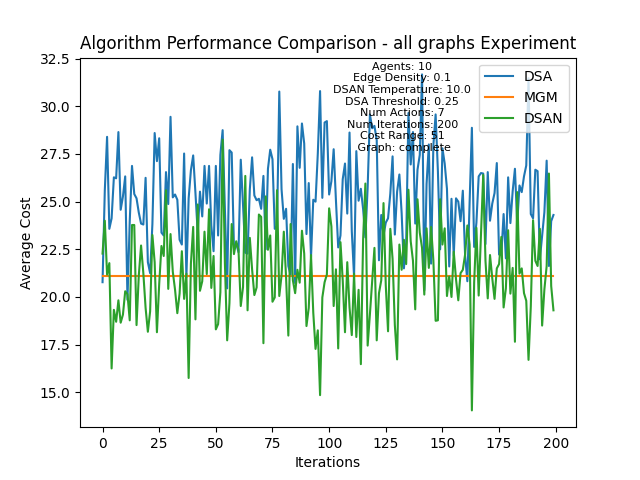 Algorithm Performance Comparison - all graphs Experiment
Agents: 10
Edge Density: 0.1
DSAN Temperature: 10.0
DSA Threshold: 0.25
Num Actions: 7
Num Iterations: 200
Cost Range: 51
Graph: complete
DSA
MGM
DSAN
Average Cost
32.5
30.0
27.5
25.0
22.5
20.0
17.5
15.0
0 25 50 75 100 125 150 175 200
Iterations